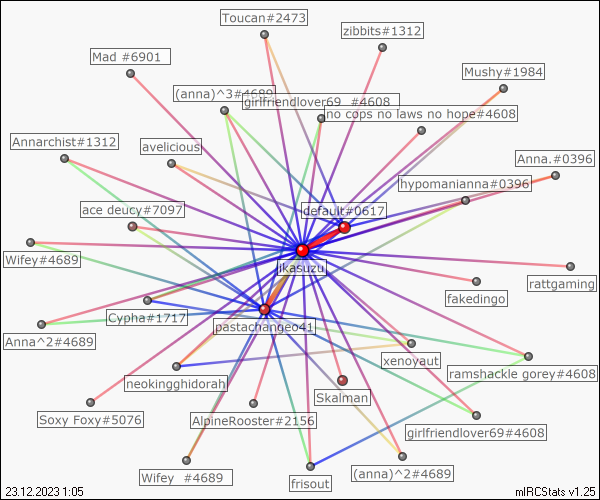 Toucan#2473
zibbits#1312
Mad #6901
Mushy#1984
(anna)^3#4689
girlfriendlover69 #4608
no cops no laws no hope#4608
Annarchist#1312
avelicious
Anna.#0396
hypomanianna#0396
ace deucy#7097
default#0617
Wifey#4689
ikasuzu
rattgaming
fakedingo
Cypha#1717
pastachangeo41
Anna^2#4689
xenoyaut
ramshackle gorey#4608
neokingghidorah
Skalman
Soxy Foxy#5076
AlpineRooster#2156
girlfriendlover69#4608
Wifey #4689
frisout
(anna)^2#4689
23.12.2023 1:05
mIRCStats v1.25